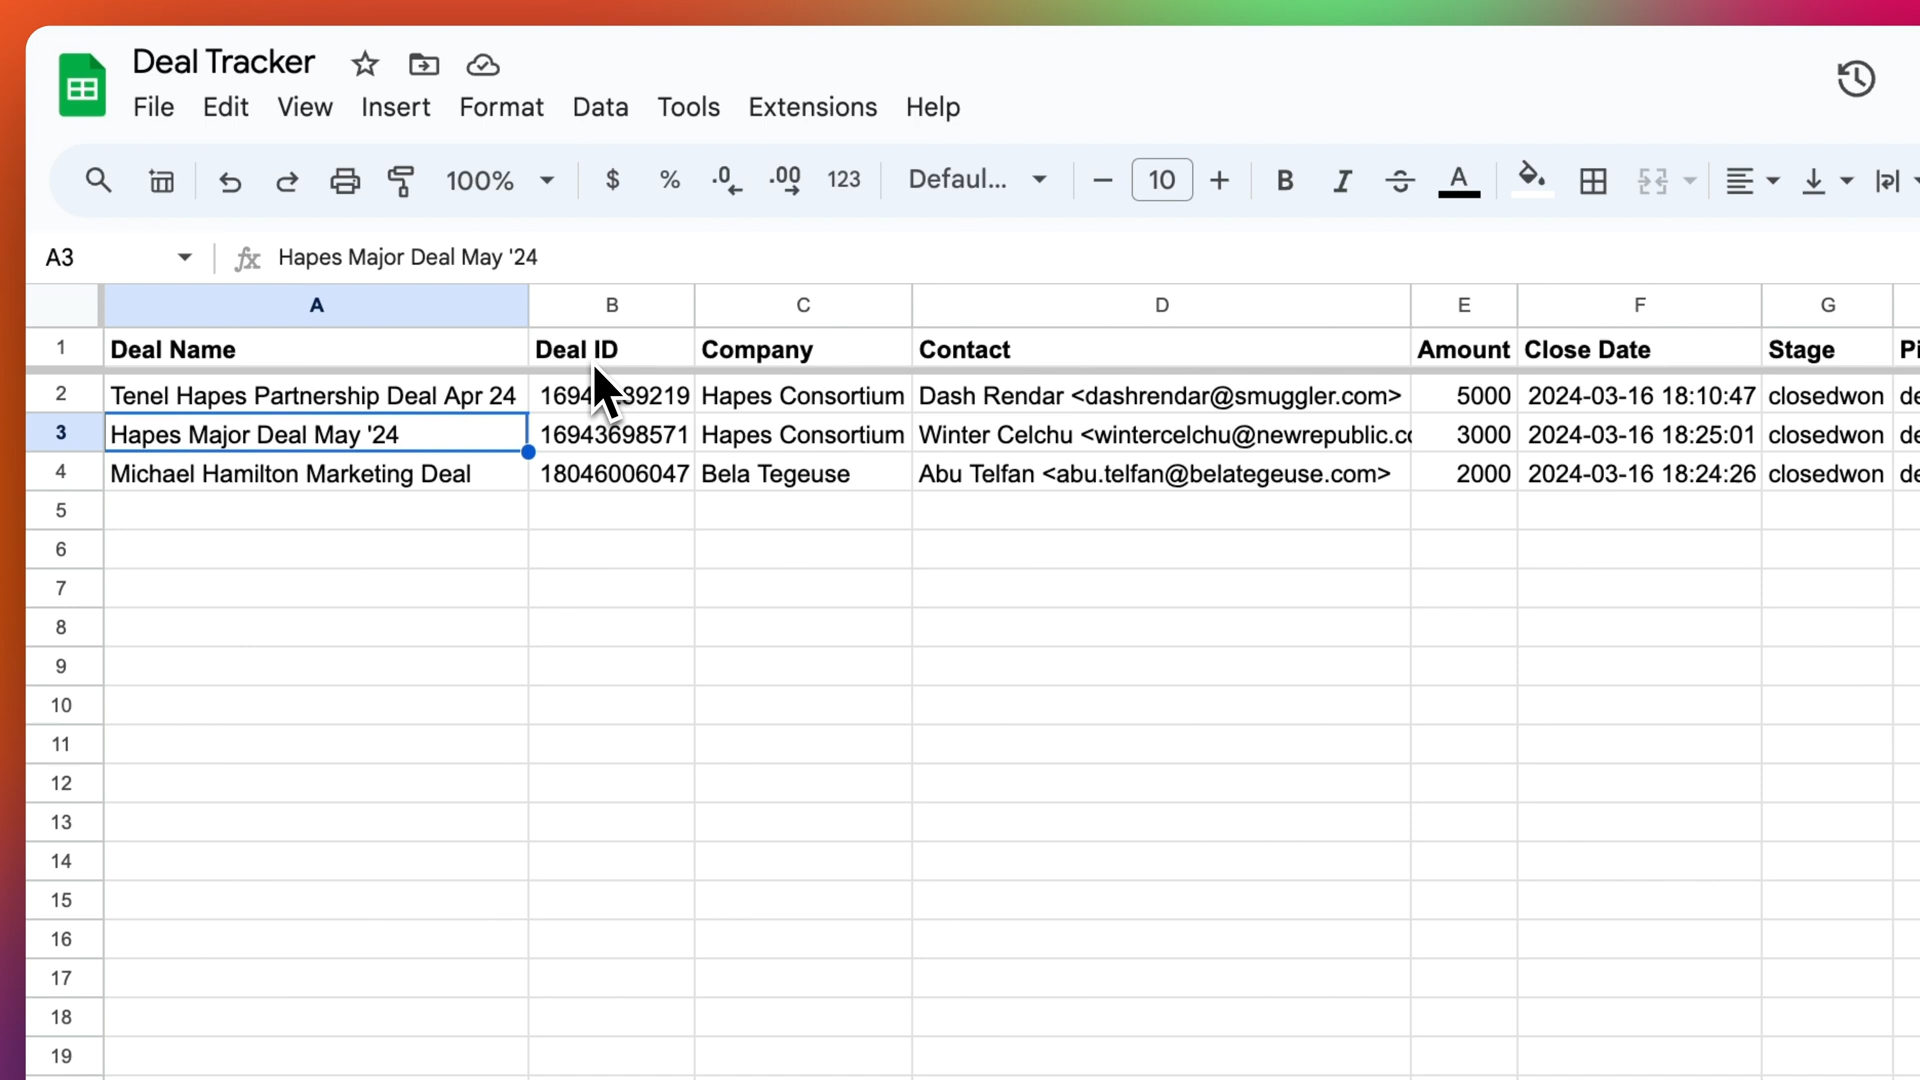 Deal Tracker
File Edit View Insert Format Data Tools Extensions Help
100% $ % .0 .00 123 Defaul... 10 B I S A
A3 fx Hapes Major Deal May '24
A B C D E F G
1 Deal Name Deal ID Company Contact Amount Close Date Stage
2 Tenel Hapes Partnership Deal Apr 24 Hapes Consortium Dash Rendar <dashrendar@smuggler.com> 5000 2024-03-16 18:10:47 closedwon
3 Hapes Major Deal May '24 16943698571 Hapes Consortium Winter Celchu 3000 2024-03-16 18:25:01 closedwon
4 Michael Hamilton Marketing Deal 18046006047 Bela Tegeuse Abu Telfan <abu.telfan@belategeuse.com> 2000 2024-03-16 18:24:26 closedwon
5
6
7
8
9
10
11
12
13
14
15
16
17
18
19